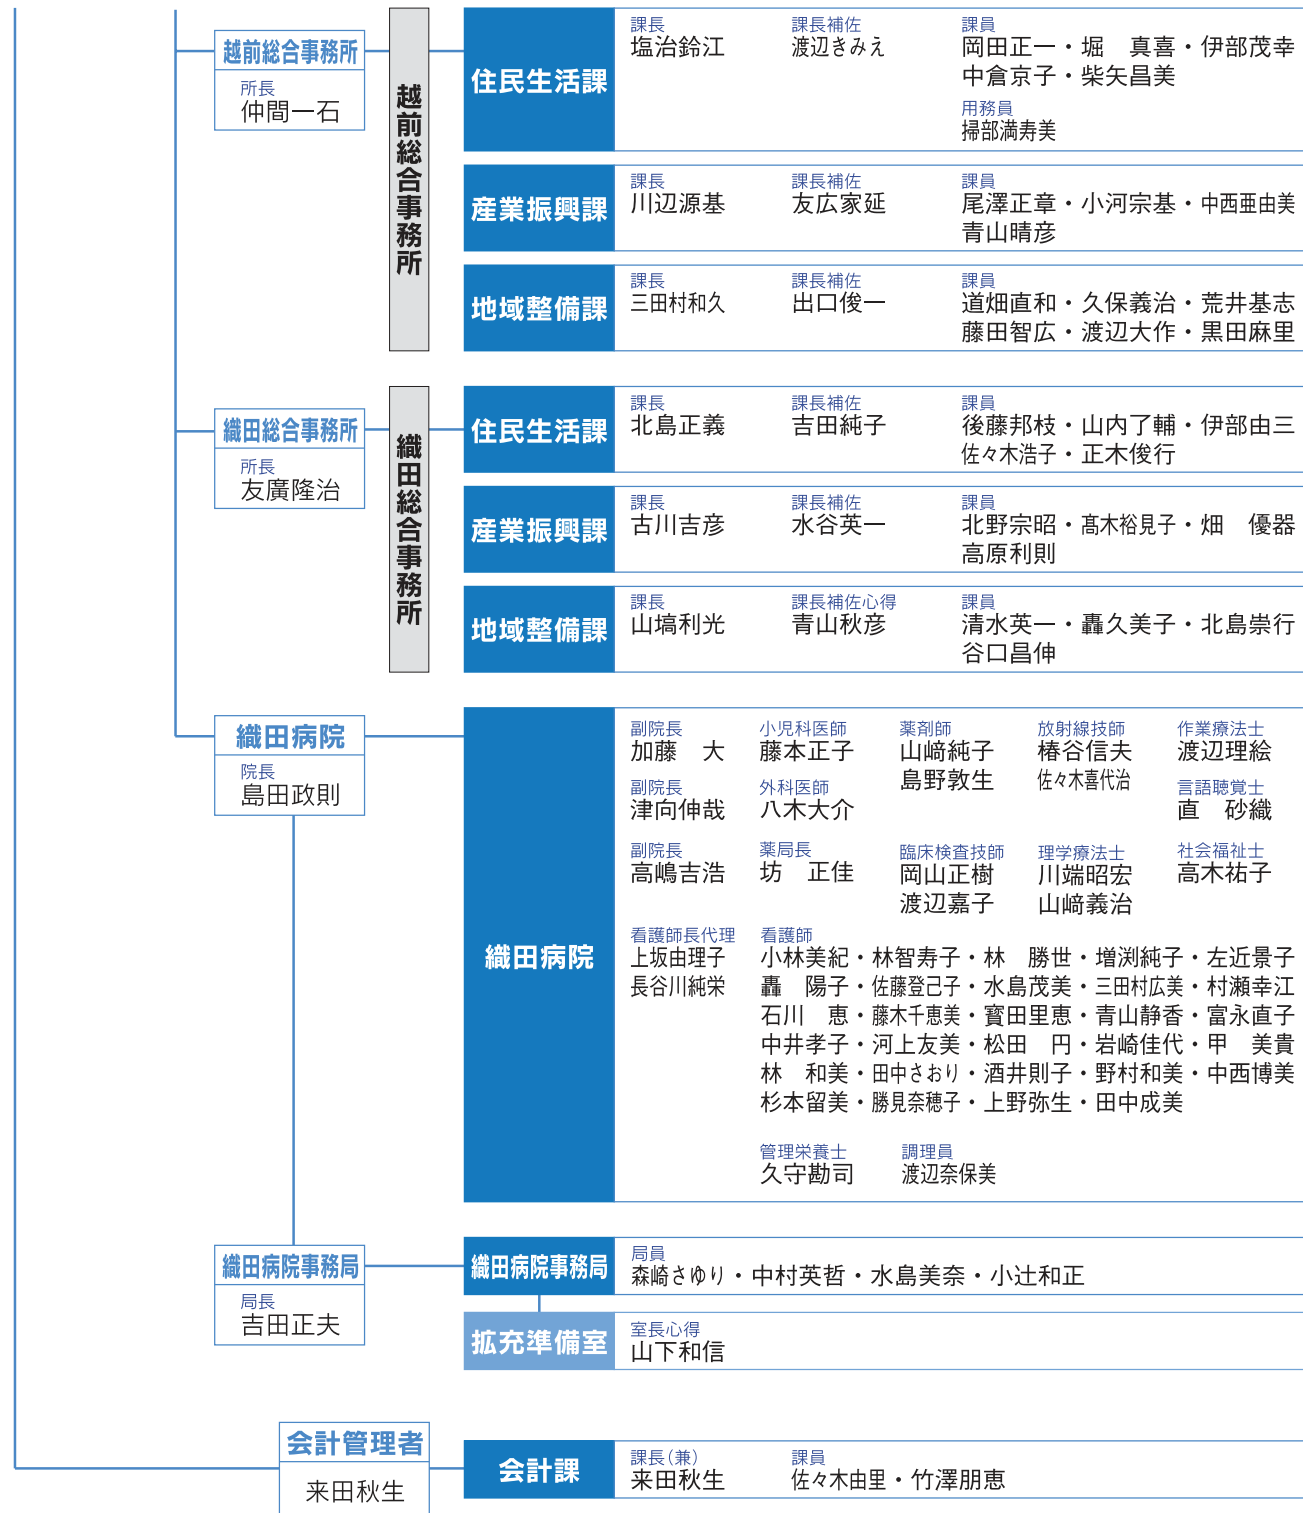 越前総合事務所
所長
仲間一石
越前総合事務所
住民生活課
課長
塩治鈴江
課長補佐
渡辺きみえ
課員
岡田正一・堀　真喜・伊部茂幸
中倉京子・柴矢昌美
用務員
掃部満寿美
産業振興課
課長
川辺源基
課長補佐
友広家延
課員
尾澤正章・小河宗基・中西亜由美
青山晴彦
地域整備課
課長
三田村和久
課長補佐
出口俊一
課員
道畑直和・久保義治・荒井基志
藤田智広・渡辺大作・黒田麻里
織田総合事務所
所長
友廣隆治
織田総合事務所
住民生活課
課長
北島正義
課長補佐
吉田純子
課員
後藤邦枝・山内了輔・伊部由三
佐々木浩子・正木俊行
産業振興課
課長
古川吉彦
課長補佐
水谷英一
課員
北野宗昭・髙木裕見子・畑　優器
高原利則
地域整備課
課長
山塙利光
課長補佐心得
青山秋彦
課員
清水英一・轟久美子・北島崇行
谷口昌伸
織田病院
院長
島田政則
織田病院
副院長
加藤　大
小児科医師
藤本正子
薬剤師
山﨑純子
島野敦生
放射線技師
椿谷信夫
佐々木喜代治
作業療法士
渡辺理絵
副院長
津向伸哉
外科医師
八木大介
言語聴覚士
直　砂織
副院長
高嶋吉浩
薬局長
坊　正佳
臨床検査技師
岡山正樹
渡辺嘉子
理学療法士
川端昭宏
山﨑義治
社会福祉士
高木祐子
看護師長代理
上坂由理子
長谷川純栄
看護師
小林美紀・林智寿子・林　勝世・増渕純子・左近景子
轟　陽子・佐藤登己子・水島茂美・三田村広美・村瀬幸江
石川　恵・藤木千恵美・寳田里恵・青山静香・富永直子
中井孝子・河上友美・松田　円・岩崎佳代・甲　美貴
林　和美・田中さおり・酒井則子・野村和美・中西博美
杉本留美・勝見奈穂子・上野弥生・田中成美
管理栄養士
久守勘司
調理員
渡辺奈保美
織田病院事務局
局長
吉田正夫
織田病院事務局
局員
森崎さゆり・中村英哲・水島美奈・小辻和正
拡充準備室
室長心得
山下和信
会計管理者
来田秋生
会計課
課長（兼）
来田秋生
課員
佐々木由里・竹澤朋恵